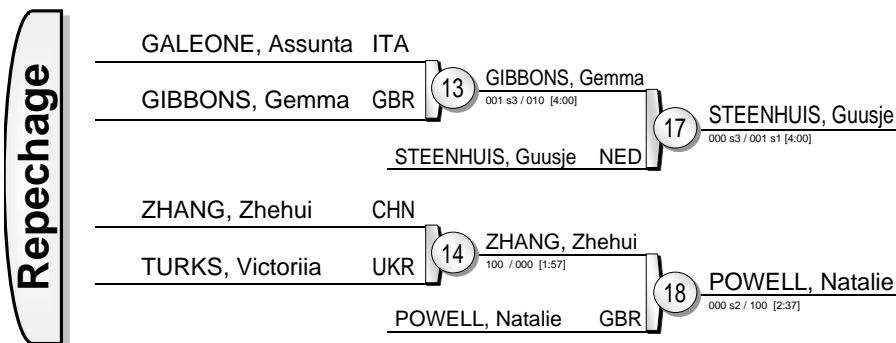 Repechage
GALEONE, Assunta ITA
GIBBONS, Gemma GBR
13
GIBBONS, Gemma
001 s3 / 010 [4:00]
STEENHUIS, Guusje NED
17
STEENHUIS, Guusje
000 s3 / 001 s1 [4:00]
ZHANG, Zhehui CHN
TURKS, Victoriia UKR
14
ZHANG, Zhehui
100 / 000 [1:57]
POWELL, Natalie GBR
18
POWELL, Natalie
000 s2 / 100 [2:37]